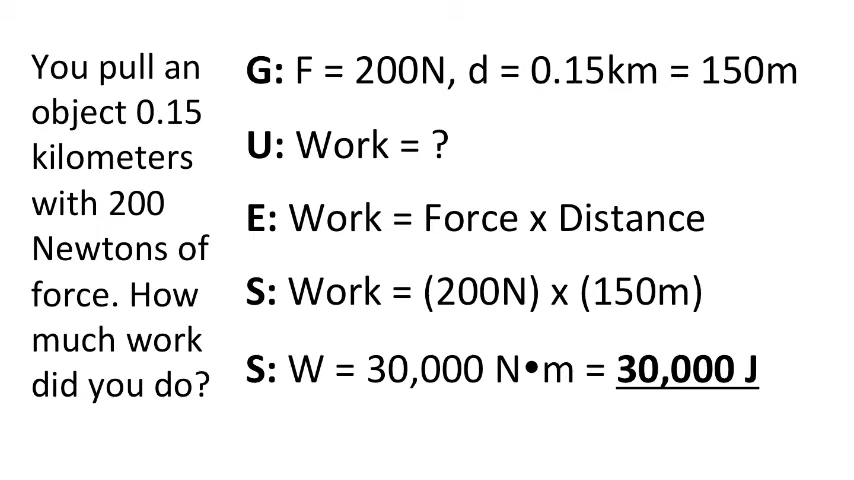 You pull an
object 0.15
kilometers
with 200
Newtons of
force. How
much work
did you do?
G: F = 200N, d = 0.15km = 150m
U: Work = ?
E: Work = Force x Distance
S: Work = (200N) x (150m)
S: W = 30,000 N•m = 30,000 J